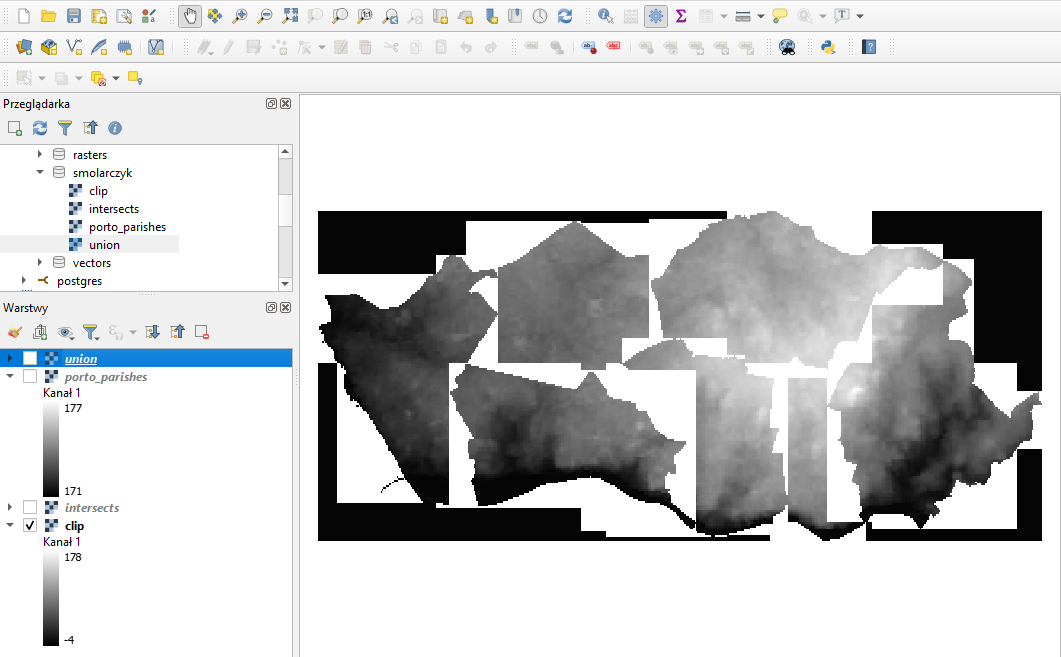 Przeglądarka
rasters
smolarczyk
clip
intersects
porto_parishes
union
vectors
postgres
Warstwy
union
porto_parishes
Kanał 1
177
171
intersects
clip
Kanał 1
178
-4